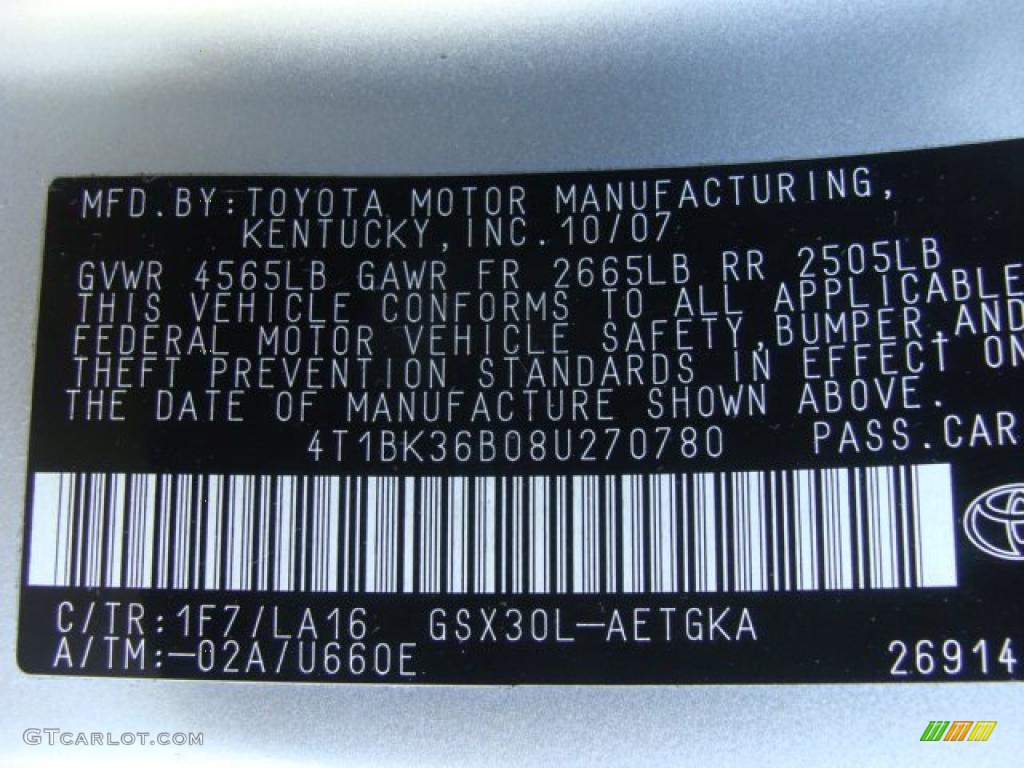 MFD.BY:TOYOTA MOTOR MANUFACTURING,
KENTUCKY,INC. 10/07
GVWR 4565LB GAWR FR 2665LB RR 2505LB
THIS VEHICLE CONFORMS TO ALL APPLICABLE
FEDERAL MOTOR VEHICLE SAFETY,BUMPER,AND
THEFT PREVENTION STANDARDS IN EFFECT ON
THE DATE OF MANUFACTURE SHOWN ABOVE.
4T1BK36B08U270780 PASS.CAR
C/TR:1F7/LA16 GSX30L-AETGKA
A/TM:-02A/U660E 26914
GTCARLOT.COM